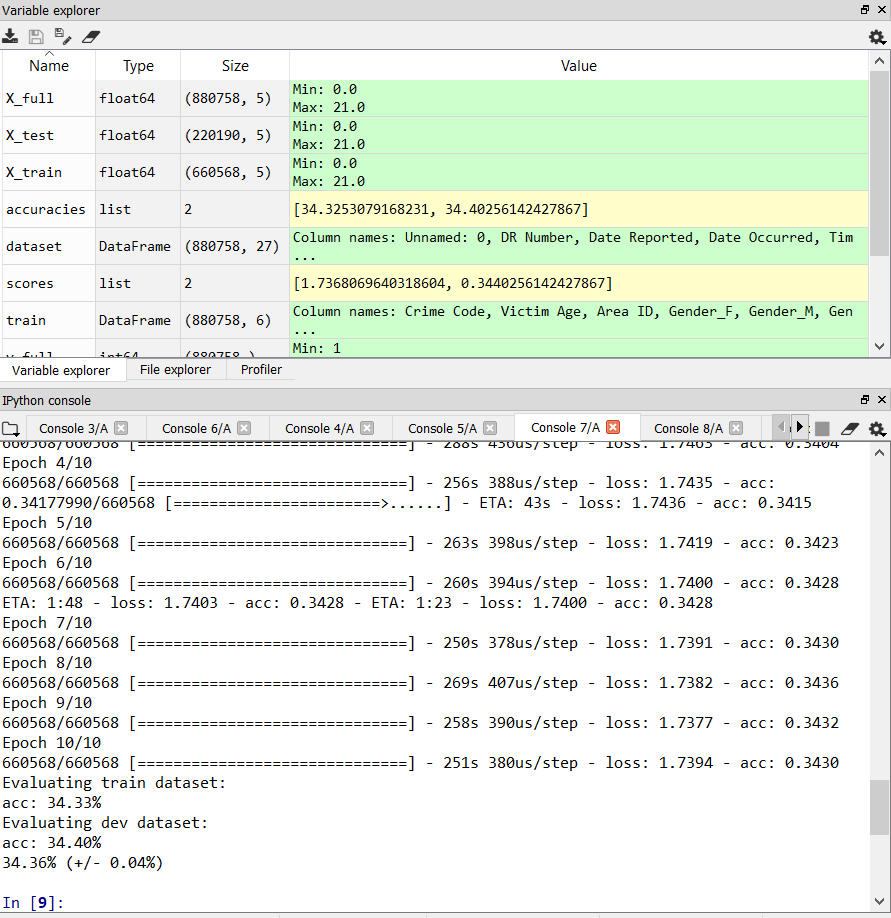 Variable explorer
Name Type Size Value
X_full float64 (880758, 5) Min: 0.0
Max: 21.0
X_test float64 (220190, 5) Min: 0.0
Max: 21.0
X_train float64 (660568, 5) Min: 0.0
Max: 21.0
accuracies list 2 [34.3253079168231, 34.40256142427867]
dataset DataFrame (880758, 27) Column names: Unnamed: 0, DR Number, Date Reported, Date Occurred, Tim
...
scores list 2 [1.7368069640318604, 0.3440256142427867]
train DataFrame (880758, 6) Column names: Crime Code, Victim Age, Area ID, Gender_F, Gender_M, Gen
...
y_full int64 (880758,) Min: 1
Variable explorer File explorer Profiler
IPython console
Console 3/A Console 6/A Console 4/A Console 5/A Console 7/A Console 8/A
660568/660568 [==============================] - 288s 436us/step - loss: 1.7463 - acc: 0.3404
Epoch 4/10
660568/660568 [==============================] - 256s 388us/step - loss: 1.7435 - acc:
0.34177990/660568 [=======================>......] - ETA: 43s - loss: 1.7436 - acc: 0.3415
Epoch 5/10
660568/660568 [==============================] - 263s 398us/step - loss: 1.7419 - acc: 0.3423
Epoch 6/10
660568/660568 [==============================] - 260s 394us/step - loss: 1.7400 - acc: 0.3428
ETA: 1:48 - loss: 1.7403 - acc: 0.3428 - ETA: 1:23 - loss: 1.7400 - acc: 0.3428
Epoch 7/10
660568/660568 [==============================] - 250s 378us/step - loss: 1.7391 - acc: 0.3430
Epoch 8/10
660568/660568 [==============================] - 269s 407us/step - loss: 1.7382 - acc: 0.3436
Epoch 9/10
660568/660568 [==============================] - 258s 390us/step - loss: 1.7377 - acc: 0.3432
Epoch 10/10
660568/660568 [==============================] - 251s 380us/step - loss: 1.7394 - acc: 0.3430
Evaluating train dataset:
acc: 34.33%
Evaluating dev dataset:
acc: 34.40%
34.36% (+/- 0.04%)
In [9]: